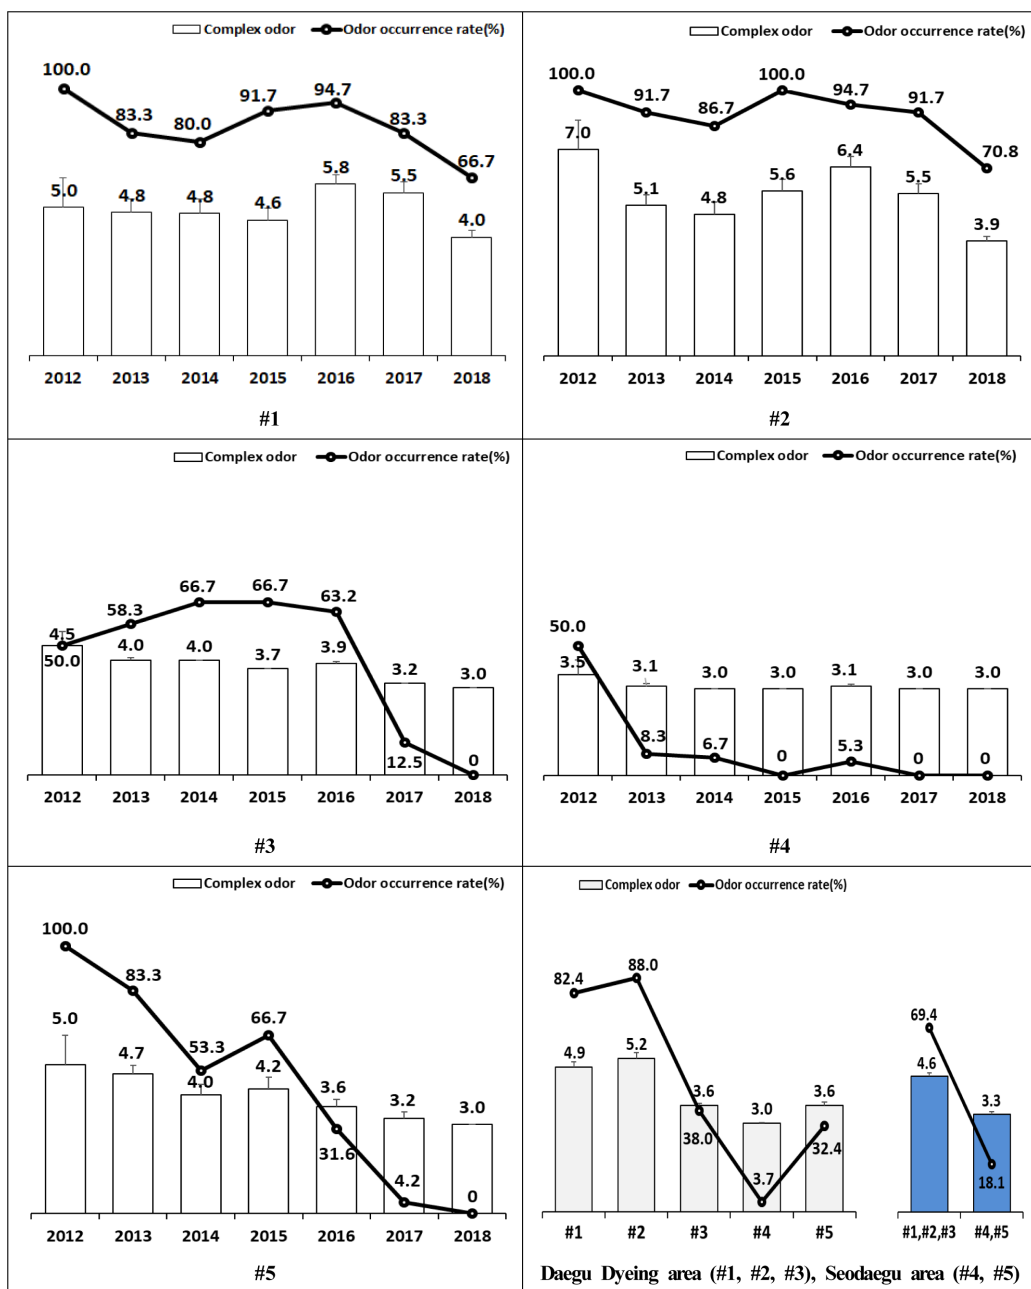 Complex odor Odor occurrence rate(%)
100.0 83.3 80.0 91.7 94.7 83.3 66.7
5.0 4.8 4.8 4.6 5.8 5.5 4.0
2012 2013 2014 2015 2016 2017 2018
#1
Complex odor Odor occurrence rate(%)
100.0 91.7 86.7 100.0 94.7 91.7 70.8
7.0 5.1 4.8 5.6 6.4 5.5 3.9
2012 2013 2014 2015 2016 2017 2018
#2
Complex odor Odor occurrence rate(%)
58.3 66.7 66.7 63.2
4.5 4.0 4.0 3.7 3.9 3.2 3.0
50.0 12.5 0
2012 2013 2014 2015 2016 2017 2018
#3
Complex odor Odor occurrence rate(%)
50.0
3.5 3.1 3.0 3.0 3.1 3.0 3.0
8.3 6.7 0 5.3 0 0
2012 2013 2014 2015 2016 2017 2018
#4
Complex odor Odor occurrence rate(%)
100.0 83.3 53.3 66.7
5.0 4.7 4.0 4.2 3.6 3.2 3.0
31.6 4.2 0
2012 2013 2014 2015 2016 2017 2018
#5
Complex odor Odor occurrence rate(%)
82.4 88.0 69.4
4.9 5.2 3.6 3.0 3.6 4.6 3.3
38.0 3.7 32.4 18.1
#1 #2 #3 #4 #5 #1,#2,#3 #4,#5
Daegu Dyeing area (#1, #2, #3), Seodaegu area (#4, #5)